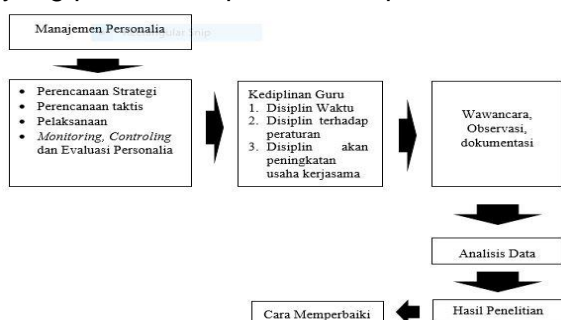 Manajemen Personalia
• Perencanaan Strategi
• Perencanaan taktis
• Pelaksanaan
• Monitoring, Controling
dan Evaluasi Personalia
Kediplinan Guru
1. Disiplin Waktu
2. Disiplin terhadap
peraturan
3. Disiplin akan
peningkatan
usaha kerjasama
Wawancara,
Observasi,
dokumentasi
Analisis Data
Hasil Penelitian
Cara Memperbaiki